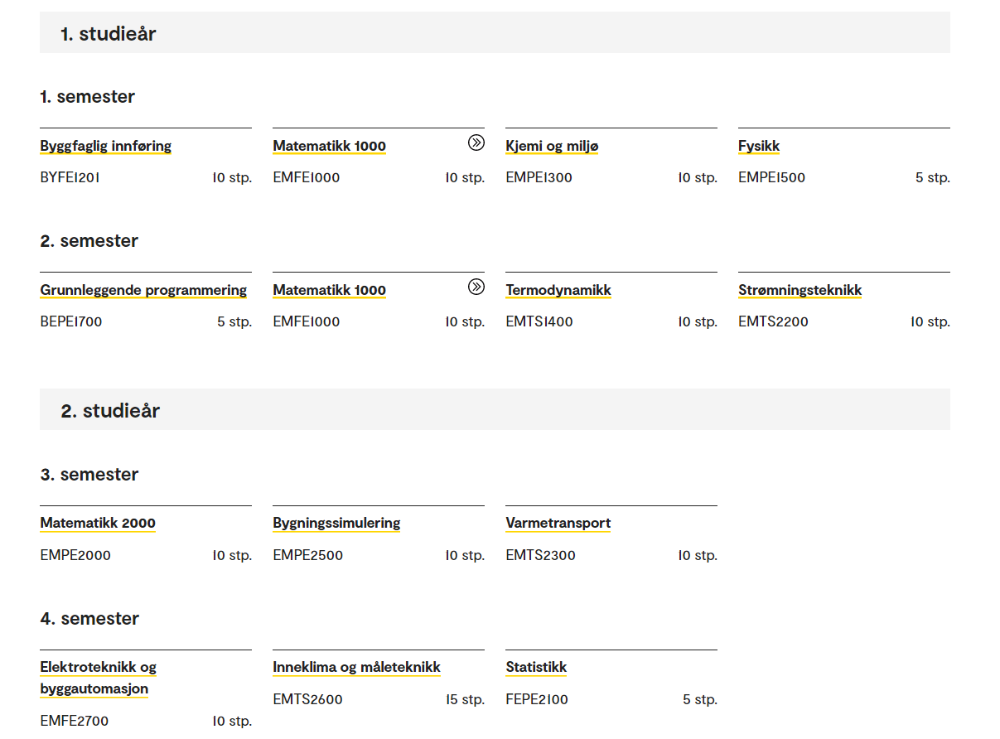 1. studieår
1. semester
Byggfaglig innføring
BYFE1201 10 stp.
Matematikk 1000
EMFE1000 10 stp.
Kjemi og miljø
EMPE1300 10 stp.
Fysikk
EMPE1500 5 stp.
2. semester
Grunnleggende programmering
BEPE1700 5 stp.
Matematikk 1000
EMFE1000 10 stp.
Termodynamikk
EMTS1400 10 stp.
Strømningsteknikk
EMTS2200 10 stp.
2. studieår
3. semester
Matematikk 2000
EMPE2000 10 stp.
Bygningssimulering
EMPE2500 10 stp.
Varmetransport
EMTS2300 10 stp.
4. semester
Elektroteknikk og
byggautomasjon
EMFE2700 10 stp.
Inneklima og måleteknikk
EMTS2600 15 stp.
Statistikk
FEPE2100 5 stp.